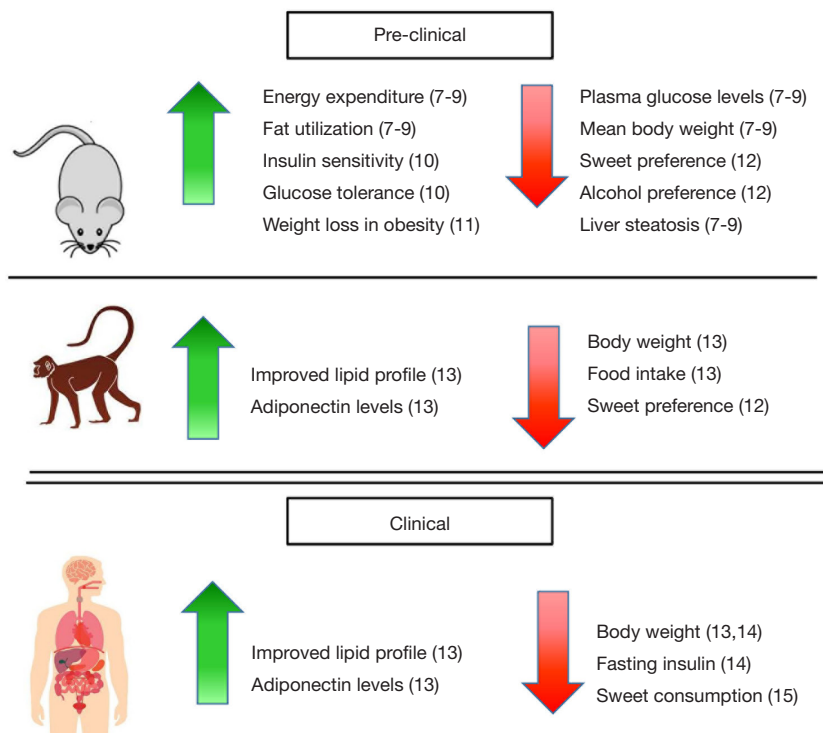 Pre-clinical
Energy expenditure (7-9)
Fat utilization (7-9)
Insulin sensitivity (10)
Glucose tolerance (10)
Weight loss in obesity (11)
Plasma glucose levels (7-9)
Mean body weight (7-9)
Sweet preference (12)
Alcohol preference (12)
Liver steatosis (7-9)
Improved lipid profile (13)
Adiponectin levels (13)
Body weight (13)
Food intake (13)
Sweet preference (12)
Clinical
Improved lipid profile (13)
Adiponectin levels (13)
Body weight (13,14)
Fasting insulin (14)
Sweet consumption (15)